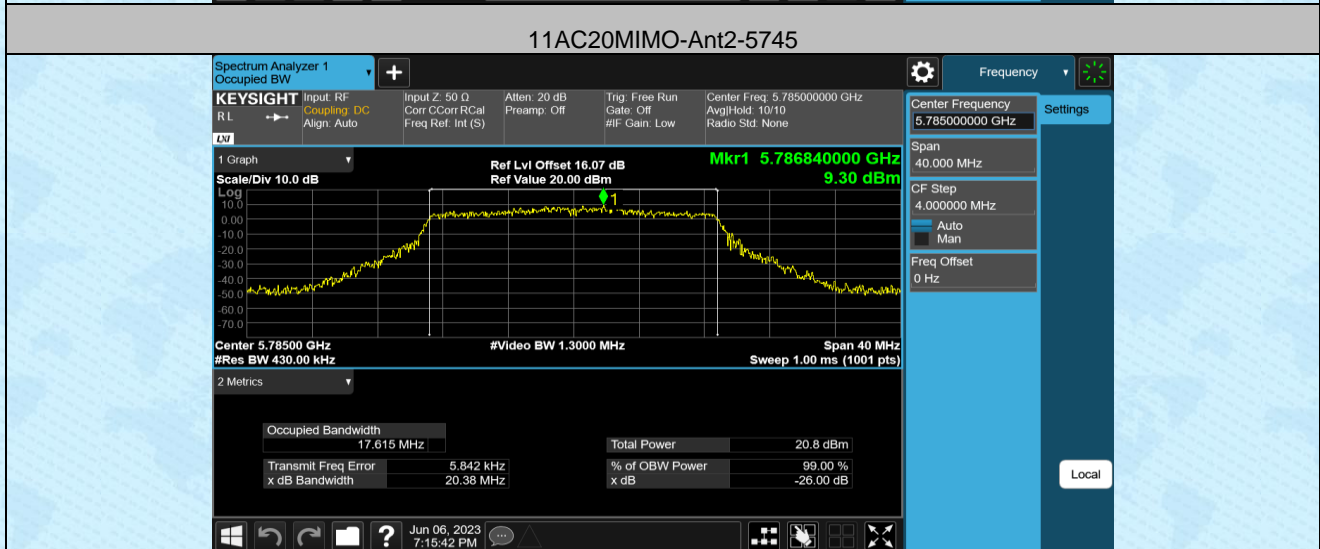 11AC20MIMO-Ant2-5745
Spectrum Analyzer 1
Occupied BW
+
Frequency
KEYSIGHT
R L
LXI
Input: RF
Coupling: DC
Align: Auto
Input Z: 50 Ω
Corr CCorr RCal
Freq Ref: Int (S)
Atten: 20 dB
Preamp: Off
Trig: Free Run
Gate: Off
#IF Gain: Low
Center Freq: 5.785000000 GHz
Avg|Hold: 10/10
Radio Std: None
Center Frequency
5.785000000 GHz
Settings
Span
40.000 MHz
CF Step
4.000000 MHz
Auto
Man
Freq Offset
0 Hz
1 Graph
Scale/Div 10.0 dB
Ref Lvl Offset 16.07 dB
Ref Value 20.00 dBm
Mkr1 5.786840000 GHz
9.30 dBm
Log
10.0
0.00
-10.0
-20.0
-30.0
-40.0
-50.0
-60.0
-70.0
1
Center 5.78500 GHz
#Res BW 430.00 kHz
#Video BW 1.3000 MHz
Span 40 MHz
Sweep 1.00 ms (1001 pts)
2 Metrics
Occupied Bandwidth
17.615 MHz
Total Power 20.8 dBm
Transmit Freq Error 5.842 kHz
% of OBW Power 99.00 %
x dB Bandwidth 20.38 MHz
x dB -26.00 dB
Local
?
Jun 06, 2023
7:15:42 PM